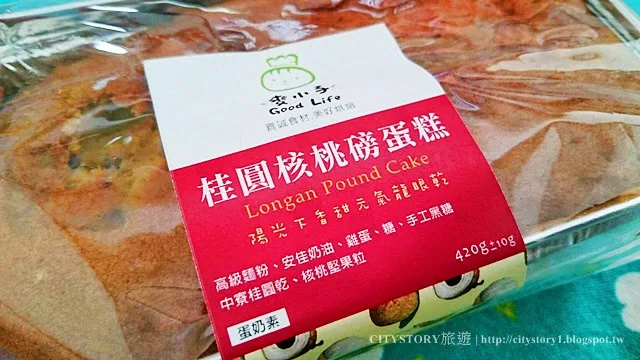 麥小子
Good Life
真誠食材.美好烘焙
桂圓核桃磅蛋糕
Longan Pound Cake
陽光下香甜元氣龍眼乾
高級麵粉、安佳奶油、雞蛋、糖、手工黑糖
中寮桂圓乾、核桃堅果粒
420g±10g
蛋奶素
CITYSTORY旅遊 | http://citystory1.blogspot.tw